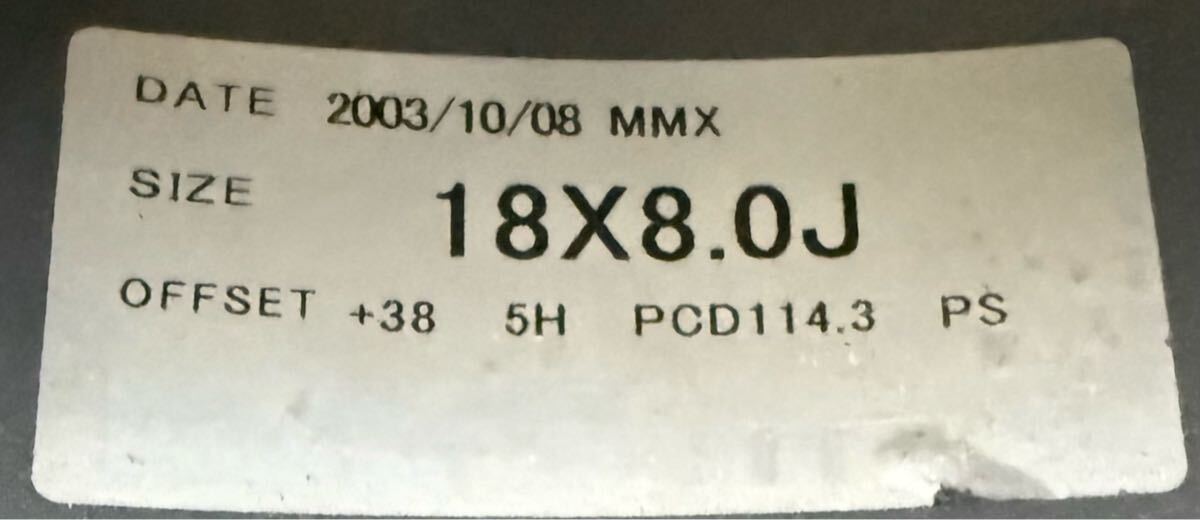 DATE 2003/10/08 MMX
SIZE 18X8.0J
OFFSET +38 5H PCD114.3 PS